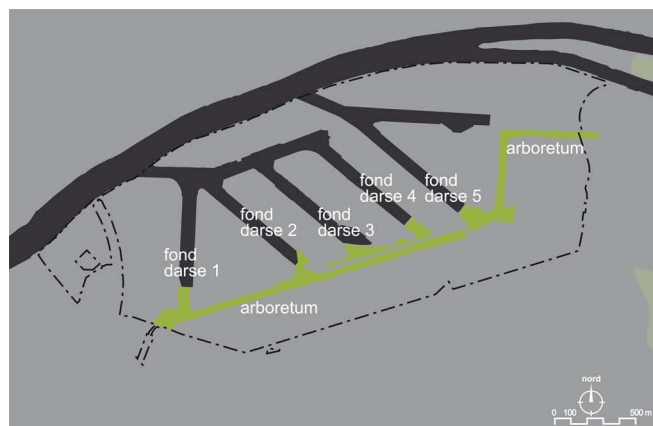 arboretum
fond
darse 5
fond
darse 4
fond
darse 3
fond
darse 2
fond
darse 1
arboretum
nord
0 100 500 m